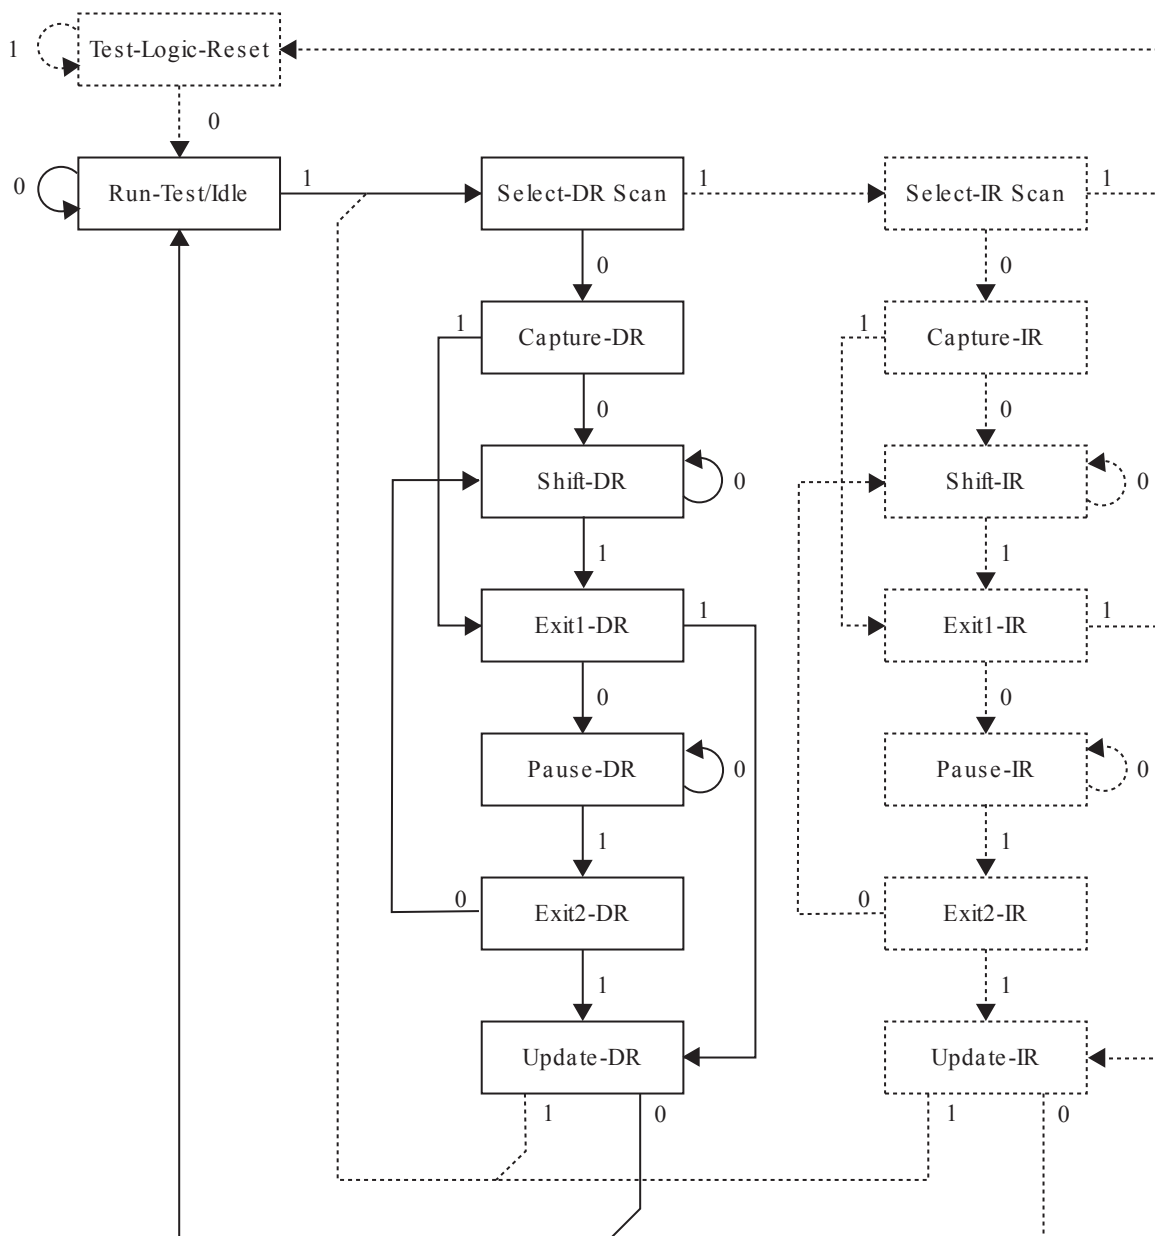 1
Test-Logic-Reset
0
0
Run-Test/Idle
1
Select-DR Scan
1
Select-IR Scan
1
0
0
1
Capture-DR
1
Capture-IR
0
0
Shift-DR
0
Shift-IR
0
1
1
Exit1-DR
1
Exit1-IR
1
0
0
Pause-DR
0
Pause-IR
0
1
1
0
Exit2-DR
0
Exit2-IR
1
1
Update-DR
Update-IR
1
0
1
0